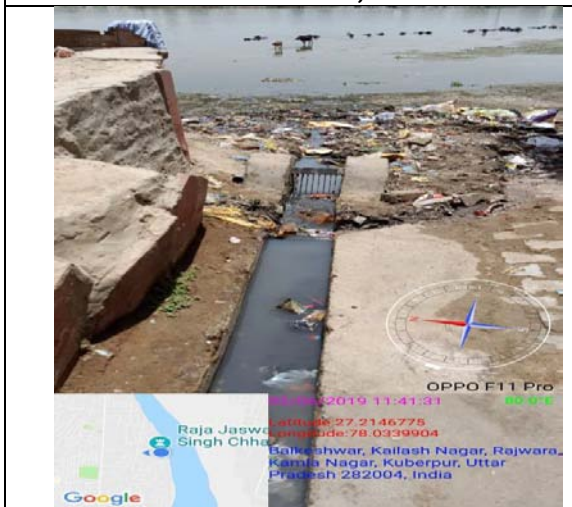 OPPO F11 Pro
2019 11:41:31
Latitude:27.2146775
Longitude:78.0339904
Balkeshwar, Kailash Nagar, Rajwara,
Kamla Nagar, Kuberpur, Uttar
Pradesh 282004, India
Raja Jaswa
Singh Chha
Google